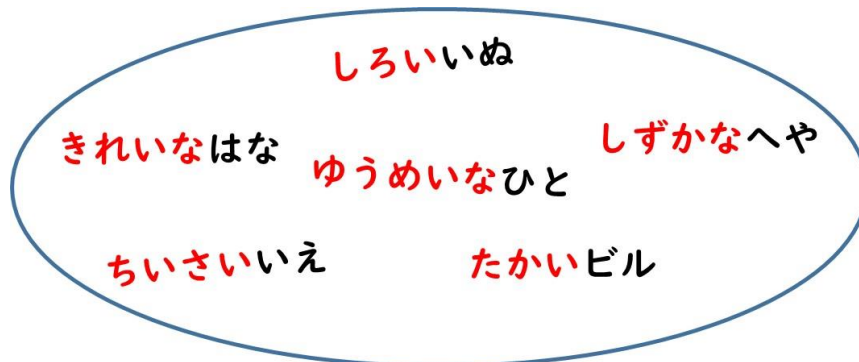 しろいいぬ
きれいなはな
しずかなへや
ゆうめいなひと
ちいさいいえ
たかいビル